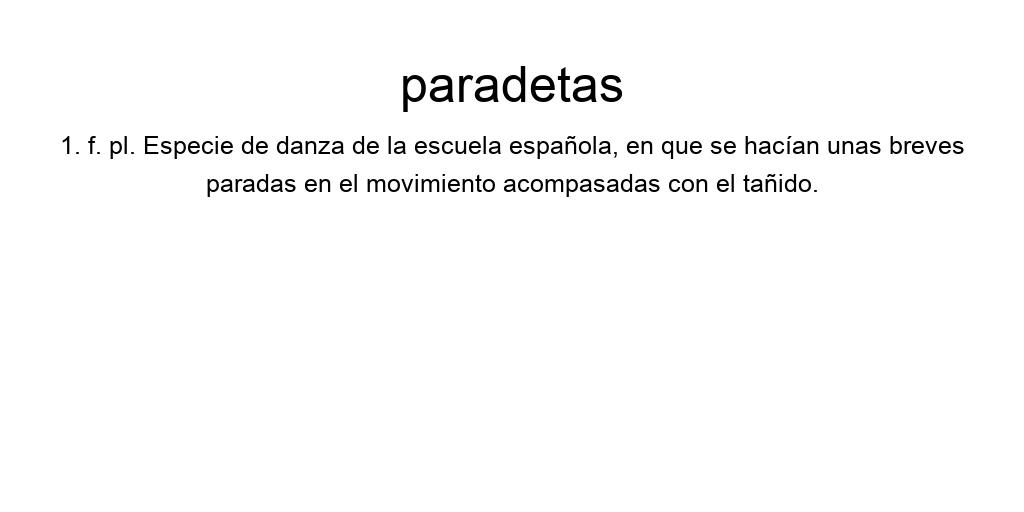 paradetas
1. f. pl. Especie de danza de la escuela española, en que se hacían unas breves
paradas en el movimiento acompasadas con el tañido.